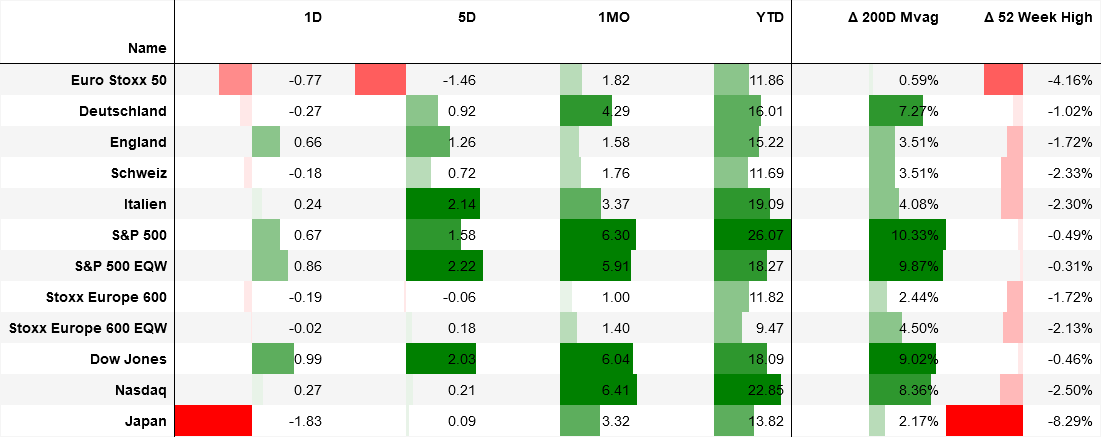 1D 5D 1MO YTD Δ 200D Mvag Δ 52 Week High
Name
Euro Stoxx 50 -0.77 -1.46 1.82 11.86 0.59% -4.16%
Deutschland -0.27 0.92 4.29 16.01 7.27% -1.02%
England 0.66 1.26 1.58 15.22 3.51% -1.72%
Schweiz -0.18 0.72 1.76 11.69 3.51% -2.33%
Italien 0.24 2.14 3.37 19.09 4.08% -2.30%
S&P 500 0.67 1.58 6.30 26.07 10.33% -0.49%
S&P 500 EQW 0.86 2.22 5.91 18.27 9.87% -0.31%
Stoxx Europe 600 -0.19 -0.06 1.00 11.82 2.44% -1.72%
Stoxx Europe 600 EQW -0.02 0.18 1.40 9.47 4.50% -2.13%
Dow Jones 0.99 2.03 6.04 18.09 9.02% -0.46%
Nasdaq 0.27 0.21 6.41 22.85 8.36% -2.50%
Japan -1.83 0.09 3.32 13.82 2.17% -8.29%